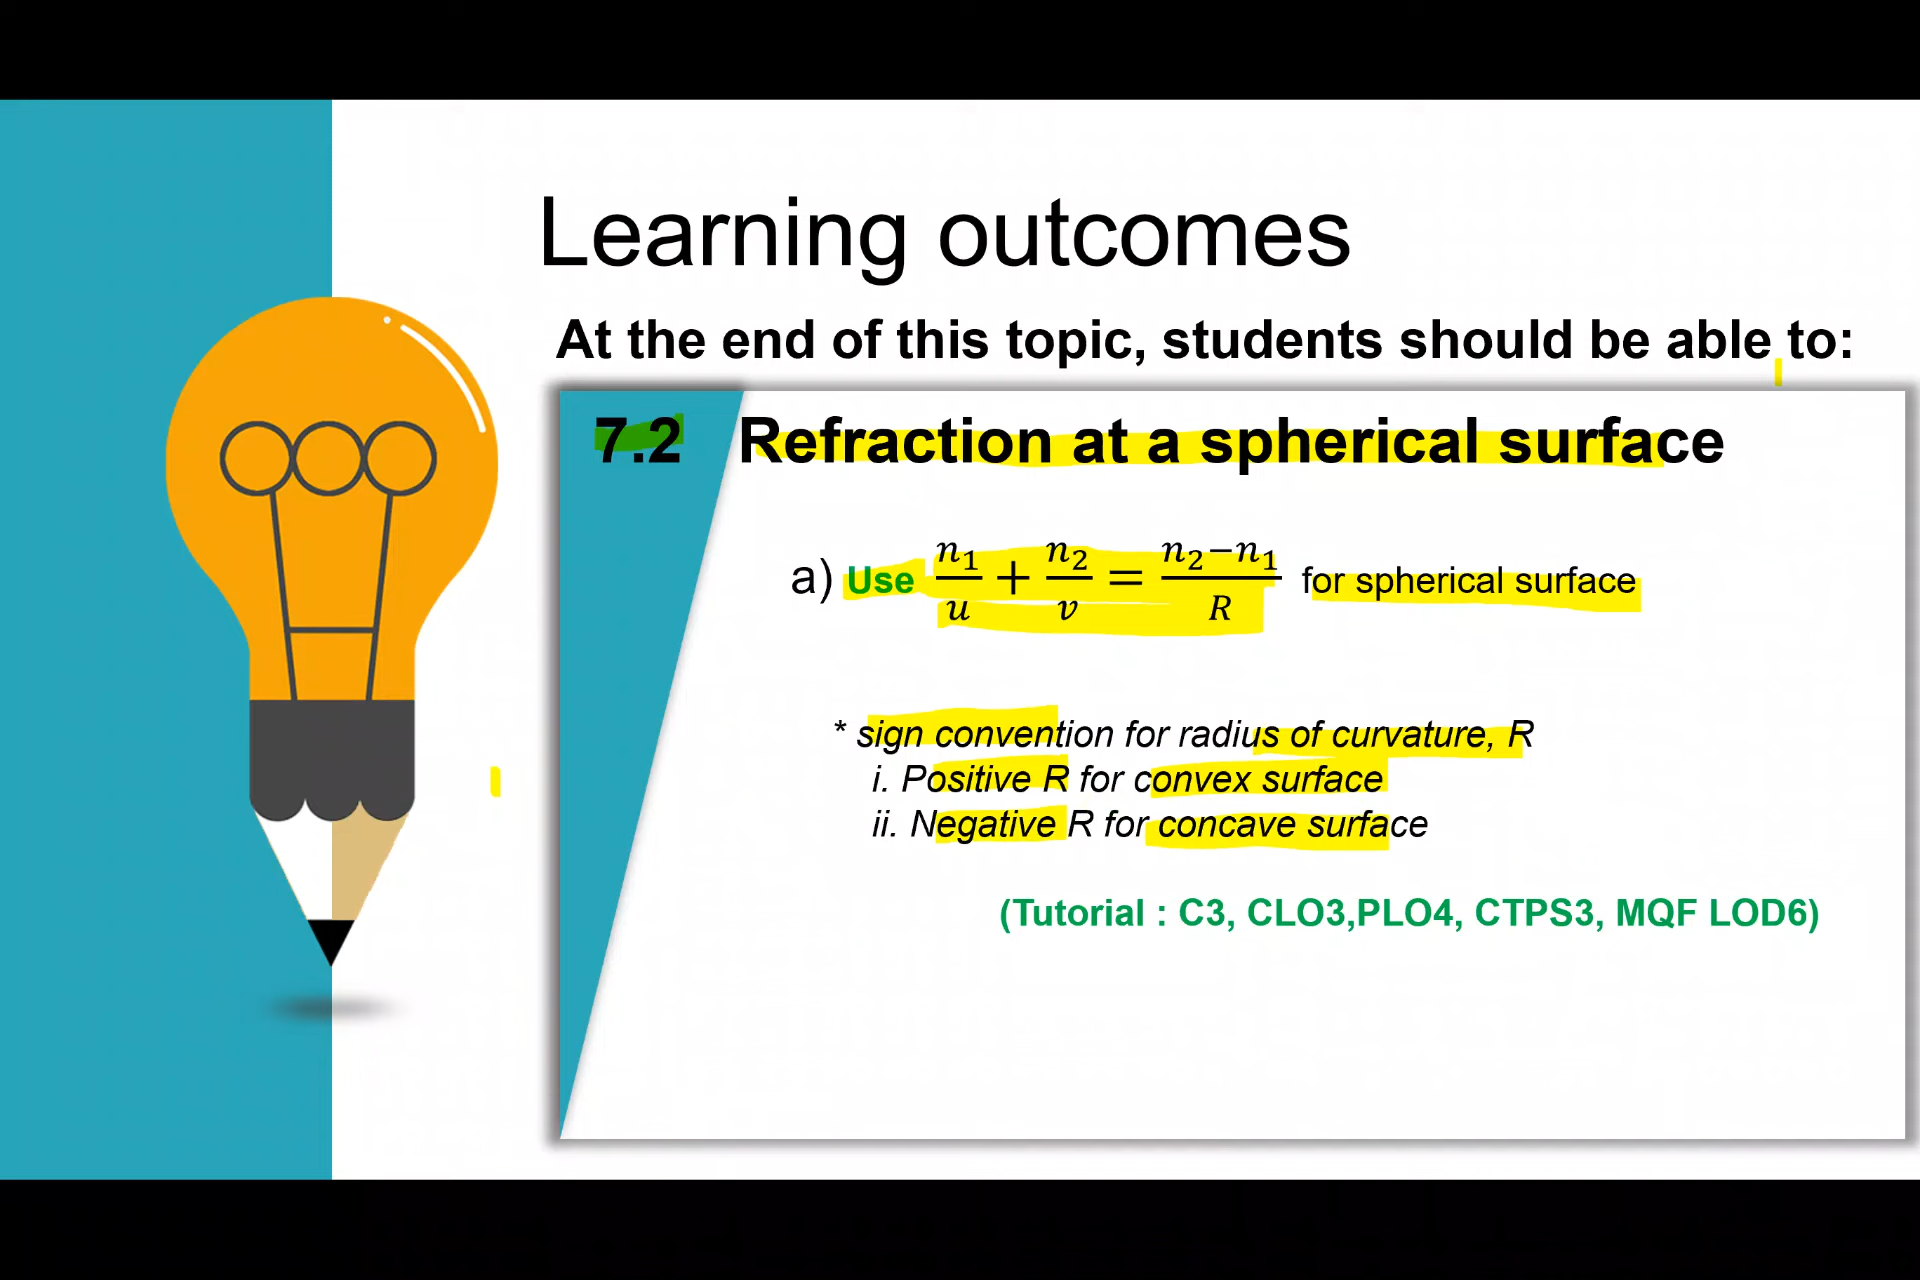 Learning outcomes
At the end of this topic, students should be able to:
7.2 Refraction at a spherical surface
a) Use n₁/u + n₂/v = (n₂−n₁)/R for spherical surface
* sign convention for radius of curvature, R
i. Positive R for convex surface
ii. Negative R for concave surface
(Tutorial : C3, CLO3,PLO4, CTPS3, MQF LOD6)